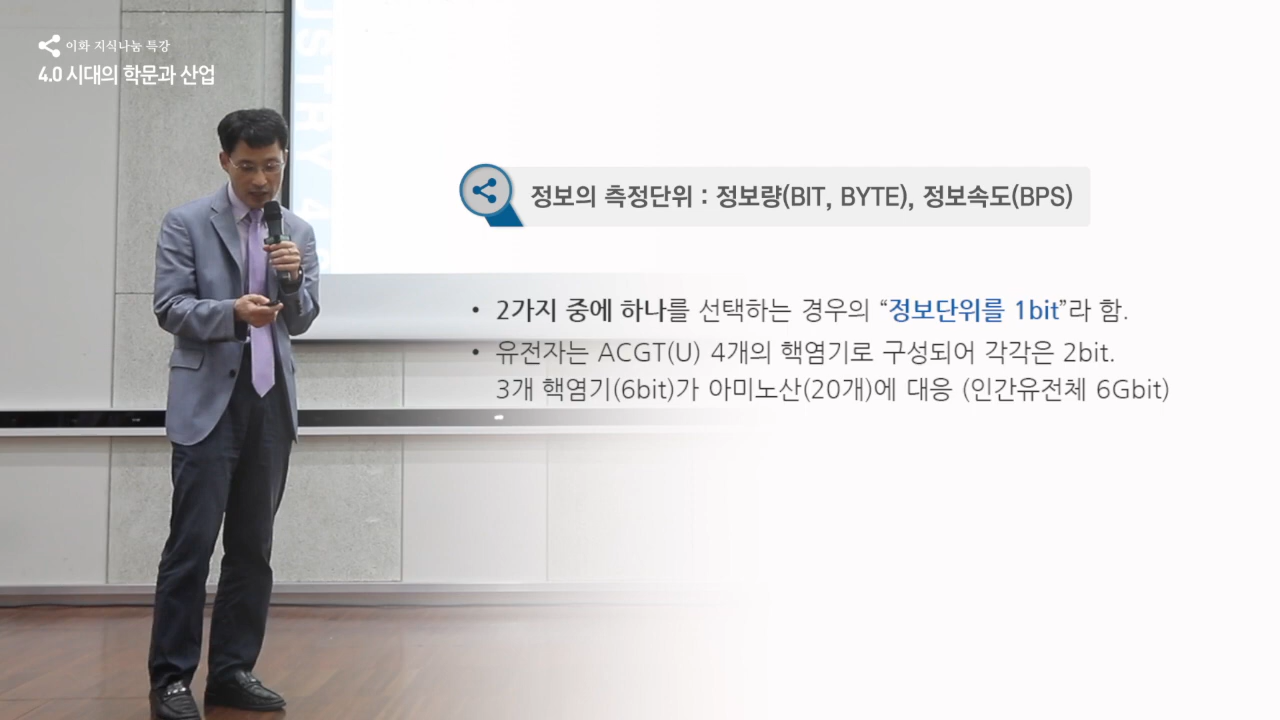 이화 지식나눔 특강
4.0 시대의 학문과 산업
USTRY 4
정보의 측정단위 : 정보량(BIT, BYTE), 정보속도(BPS)
• 2가지 중에 하나를 선택하는 경우의 “정보단위를 1bit”라 함.
• 유전자는 ACGT(U) 4개의 핵염기로 구성되어 각각은 2bit.
3개 핵염기(6bit)가 아미노산(20개)에 대응 (인간유전체 6Gbit)